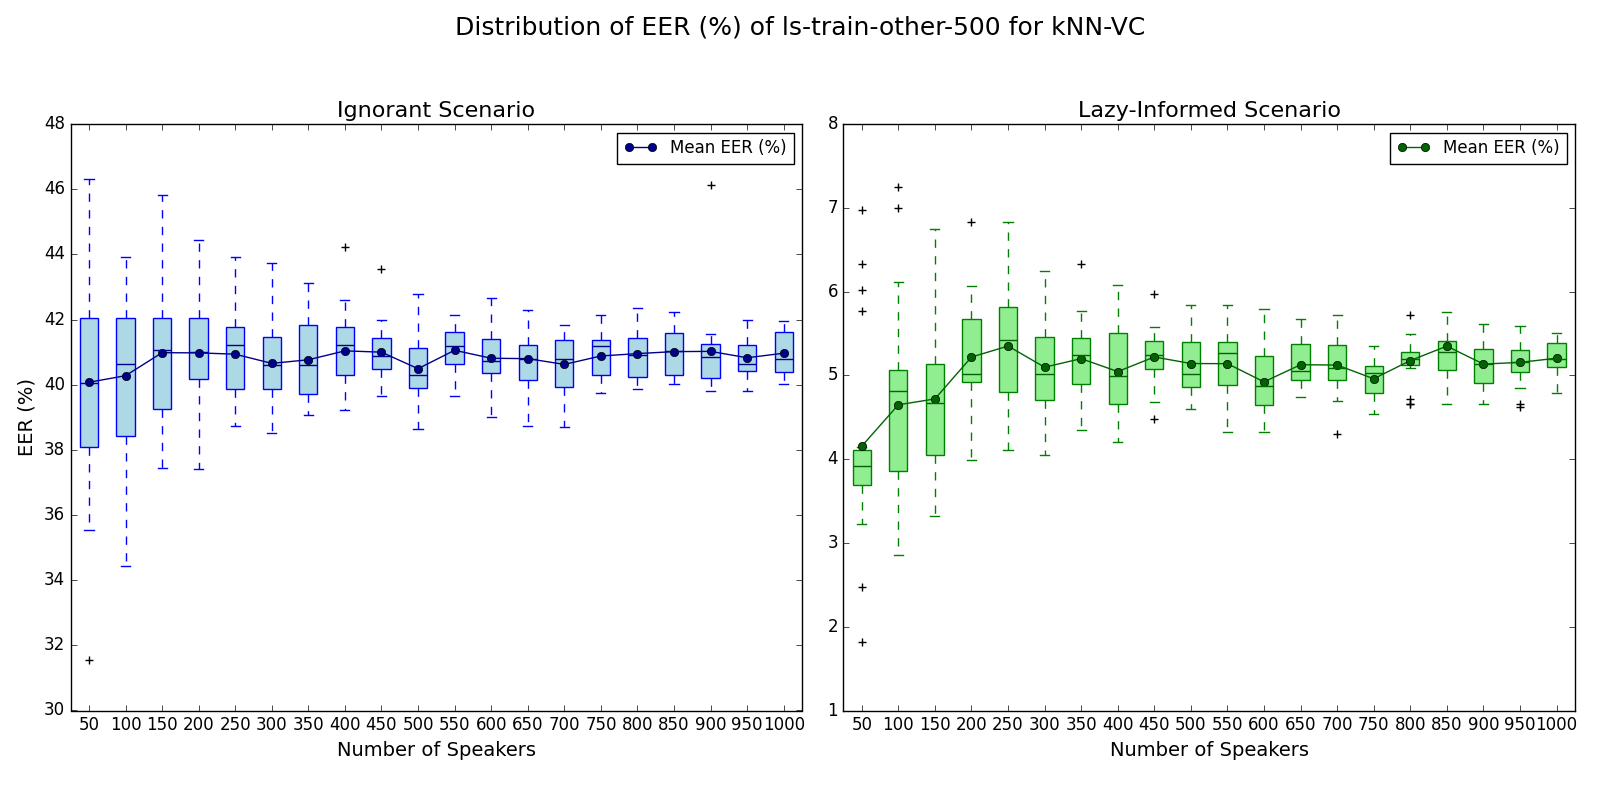 Distribution of EER (%) of ls-train-other-500 for kNN-VC
Ignorant Scenario
Mean EER (%)
48
46
44
42
40
38
36
34
32
30
EER (%)
50 100 150 200 250 300 350 400 450 500 550 600 650 700 750 800 850 900 950 1000
Number of Speakers
Lazy-Informed Scenario
Mean EER (%)
8
7
6
5
4
3
2
1
50 100 150 200 250 300 350 400 450 500 550 600 650 700 750 800 850 900 950 1000
Number of Speakers